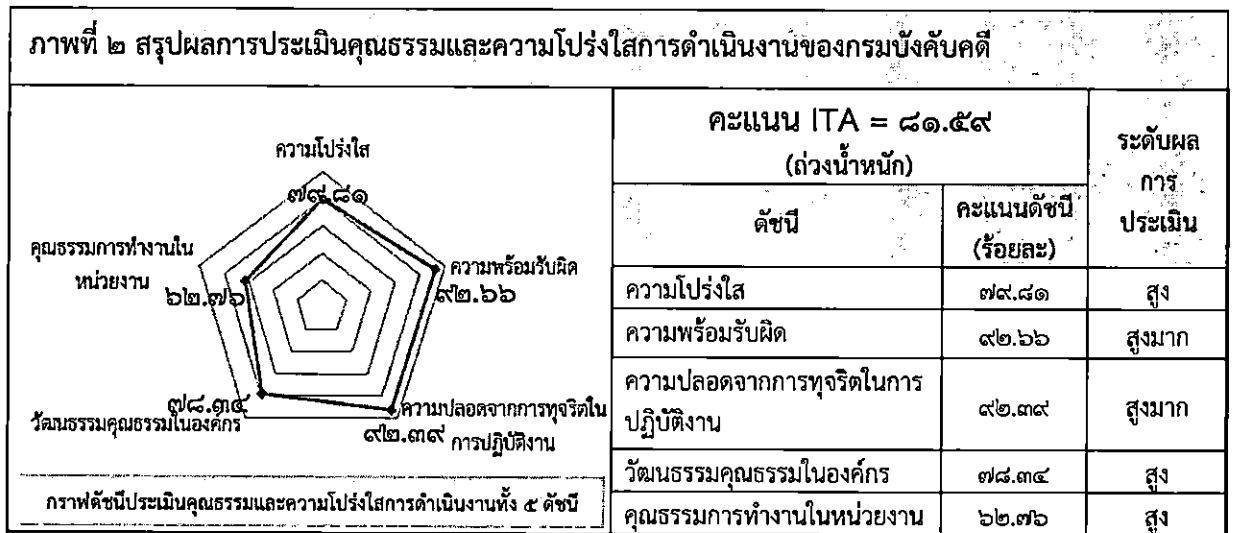 ภาพที่ ๒ สรุปผลการประเมินคุณธรรมและความโปร่งใสการดำเนินงานของกรมบังคับคดี
ความโปร่งใส
๗๙.๘๑
ความพร้อมรับผิด
๙๒.๖๖
ความปลอดจากการทุจริตใน
การปฏิบัติงาน
๙๒.๓๙
วัฒนธรรมคุณธรรมในองค์กร
๗๘.๓๔
คุณธรรมการทำงานใน
หน่วยงาน
๖๒.๗๖
กราฟดัชนีประเมินคุณธรรมและความโปร่งใสการดำเนินงานทั้ง ๕ ดัชนี
คะแนน ITA = ๘๑.๕๙
(ถ่วงน้ำหนัก)
ระดับผล
การ
ประเมิน
ดัชนี
คะแนนดัชนี
(ร้อยละ)
ความโปร่งใส ๗๙.๘๑ สูง
ความพร้อมรับผิด ๙๒.๖๖ สูงมาก
ความปลอดจากการทุจริตในการ
ปฏิบัติงาน ๙๒.๓๙ สูงมาก
วัฒนธรรมคุณธรรมในองค์กร ๗๘.๓๔ สูง
คุณธรรมการทำงานในหน่วยงาน ๖๒.๗๖ สูง